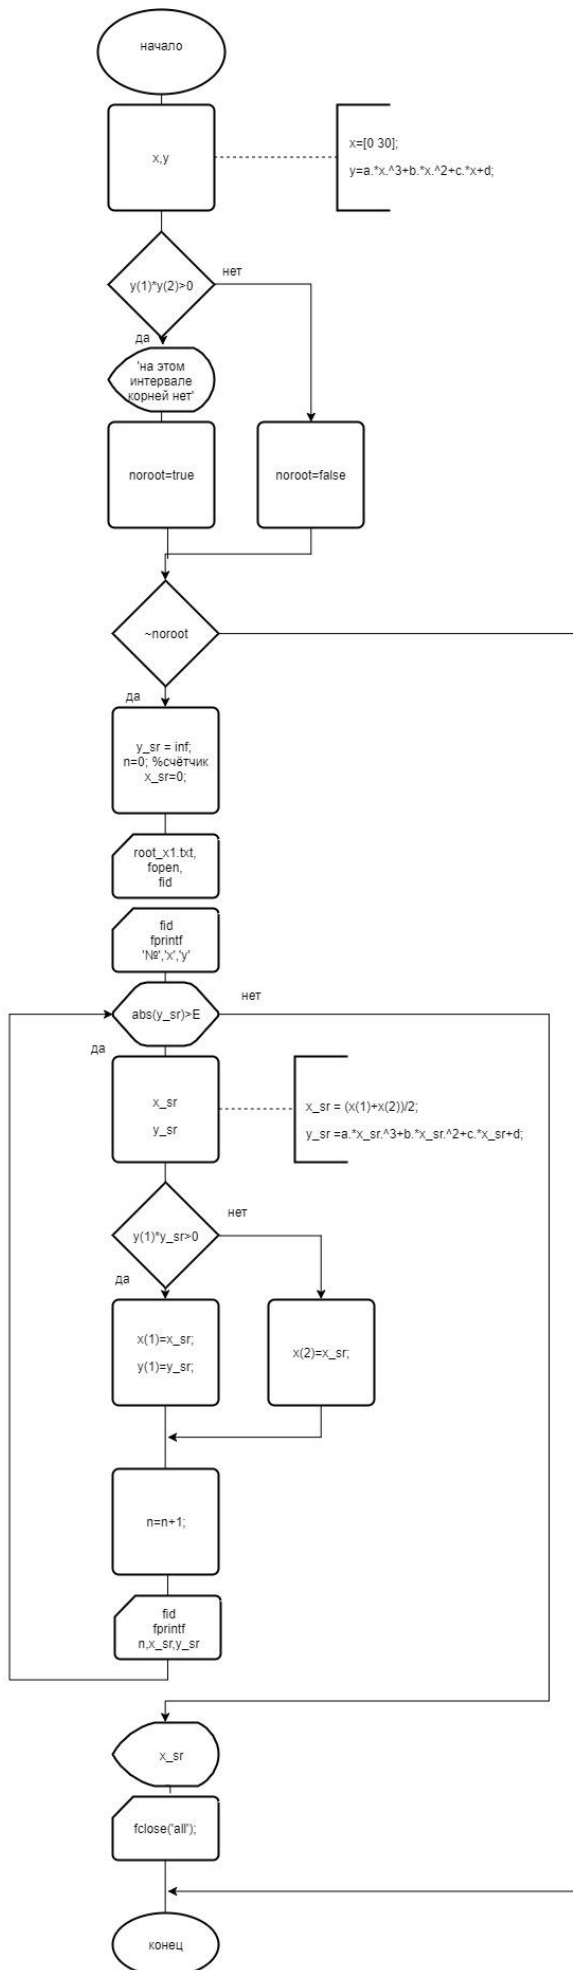 начало
x,y
x=[0 30];
y=a.*x.^3+b.*x.^2+c.*x+d;
y(1)*y(2)>0
нет
да
'на этом
интервале
корней нет'
noroot=true
noroot=false
~noroot
да
y_sr = inf;
n=0; %счётчик
x_sr=0;
root_x1.txt,
fopen,
fid
fid
fprintf
'№','x','y'
abs(y_sr)>E
нет
да
x_sr
y_sr
x_sr = (x(1)+x(2))/2;
y_sr =a.*x_sr.^3+b.*x_sr.^2+c.*x_sr+d;
y(1)*y_sr>0
нет
да
x(1)=x_sr;
y(1)=y_sr;
x(2)=x_sr;
n=n+1;
fid
fprintf
n,x_sr,y_sr
x_sr
fclose('all');
конец